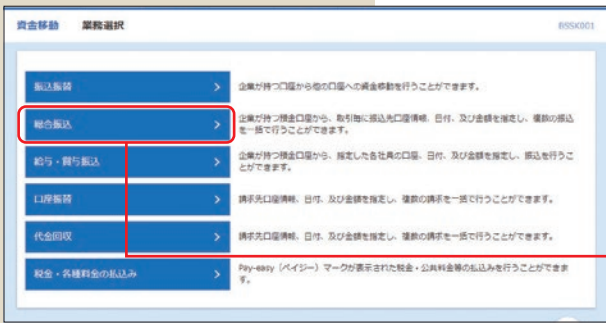 資金移動 業務選択
BSSK001
振込振替
企業が持つ口座から他の口座への資金移動を行うことができます。
総合振込
企業が持つ預金口座から、取引毎に振込先口座情報、日付、及び金額を指定し、複数の振込
を一括で行うことができます。
給与・賞与振込
企業が持つ預金口座から、指定した各社員の口座、日付、及び金額を指定し、振込を行うこ
とができます。
口座振替
請求先口座情報、日付、及び金額を指定し、複数の請求を一括で行うことができます。
代金回収
請求先口座情報、日付、及び金額を指定し、複数の請求を一括で行うことができます。
税金・各種料金の払込み
Pay-easy（ペイジー）マークが表示された税金・公共料金等の払込みを行うことができま
す。